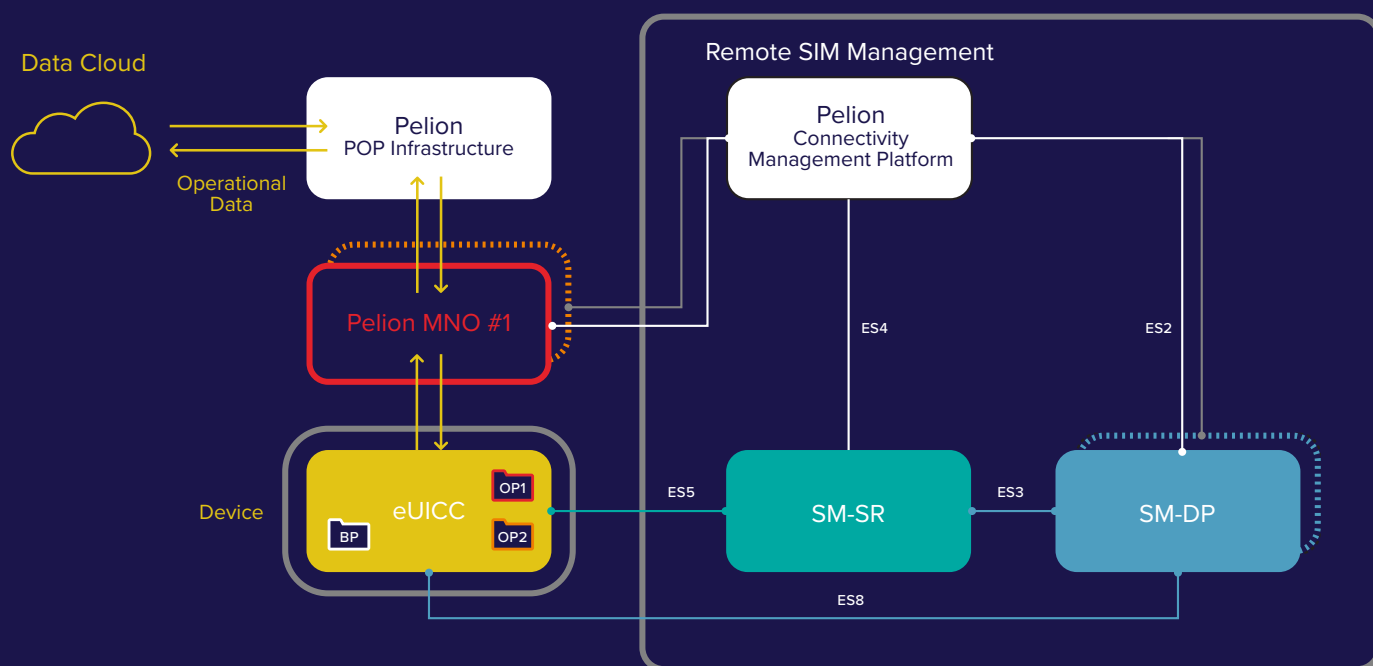 Remote SIM Management
Data Cloud
Pelion
POP Infrastructure
Pelion
Connectivity
Management Platform
Operational
Data
Pelion MNO #1
ES4
ES2
Device
eUICC
OP1
OP2
BP
ES5
SM-SR
ES3
SM-DP
ES8